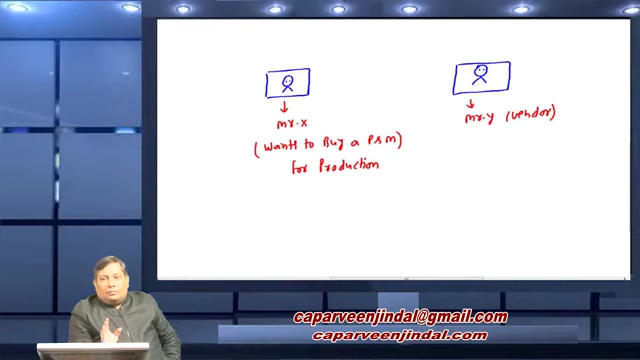 mr.x
mr.y (vendor)
(wants to Buy a P&M)
for Production
caparveenjindal@gmail.com
caparveenjindal.com